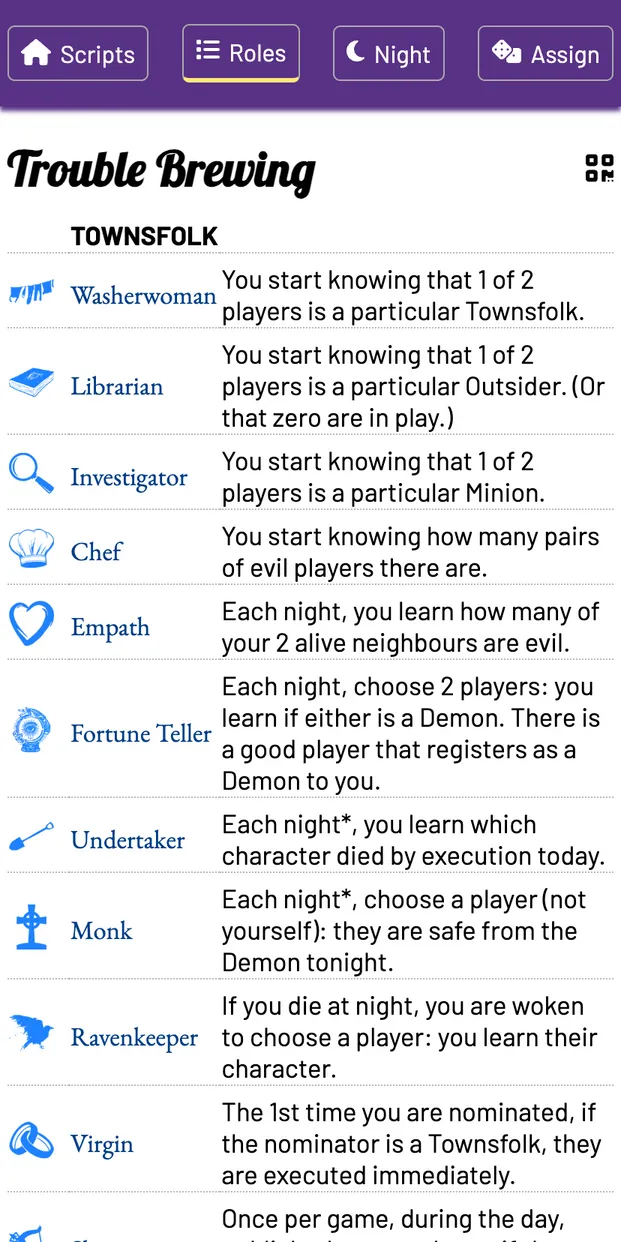 Scripts
Roles
Night
Assign
Trouble Brewing
TOWNSFOLK
Washerwoman
You start knowing that 1 of 2
players is a particular Townsfolk.
Librarian
You start knowing that 1 of 2
players is a particular Outsider. (Or
that zero are in play.)
Investigator
You start knowing that 1 of 2
players is a particular Minion.
Chef
You start knowing how many pairs
of evil players there are.
Empath
Each night, you learn how many of
your 2 alive neighbours are evil.
Fortune Teller
Each night, choose 2 players: you
learn if either is a Demon. There is
a good player that registers as a
Demon to you.
Undertaker
Each night*, you learn which
character died by execution today.
Monk
Each night*, choose a player (not
yourself): they are safe from the
Demon tonight.
Ravenkeeper
If you die at night, you are woken
to choose a player: you learn their
character.
Virgin
The 1st time you are nominated, if
the nominator is a Townsfolk, they
are executed immediately.
Once per game, during the day,